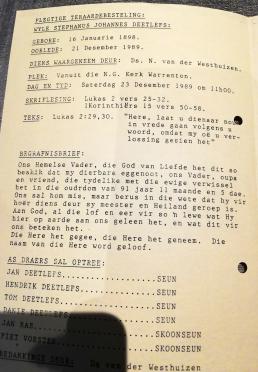 PLEGTIGE TERAARDEBESTELING:
WYLE STEPHANUS JOHANNES DEETLEFS:
GEBORE: 16 Januarie 1898.
OORLEDE: 21 Desember 1989.
DIENS WAARGENEEM DEUR: Ds. N. van der Westhuizen
PLEK: Vanuit die N.G. Kerk Warrenton.
DAG EN TYD: Saterdag 23 Desember 1989 om 11h00.
SKRIFLESING: Lukas 2 vers 25-32.
I Korinthiërs 15 vers 50-58.
TEKS: Lukas 2:29,30. "Here, laat u dienaar nou
in vrede gaan volgens u
woord, omdat my oë u ver-
lossing gesien het"
BEGRAFNISBRIEF:
Ons Hemelse Vader, die God van Liefde het dit so
beskik dat my dierbare eggenoot, ons Vader, oupa
en vriend, die tydelike met die ewige verwissel
het in die oudrdom van 91 jaar 11 maande en 5 dae.
Ons sal hom mis, maar berus in die wete dat hy vir
hoër diens deur sy meester en Heiland geroep is.
Aan God, al die lof en eer vir so 'n lewe wat Hy
hier op aarde aan ons geleen het, en wat dit vir
ons beteken het.
Die Here het gegee, die Here het geneem. Die
naam van die Here word geloof.
AS DRAERS SAL OPTREE:
JAN DEETLEFS SEUN
HENDRIK DEETLEFS SEUN
TOM DEETLEFS SEUN
DANIE DEETLEFS SEUN
JAN SKOONSEUN
PIET VORSTER SKOONSEUN
BEDANKINGS DEUR: Ds van der Westhuizen